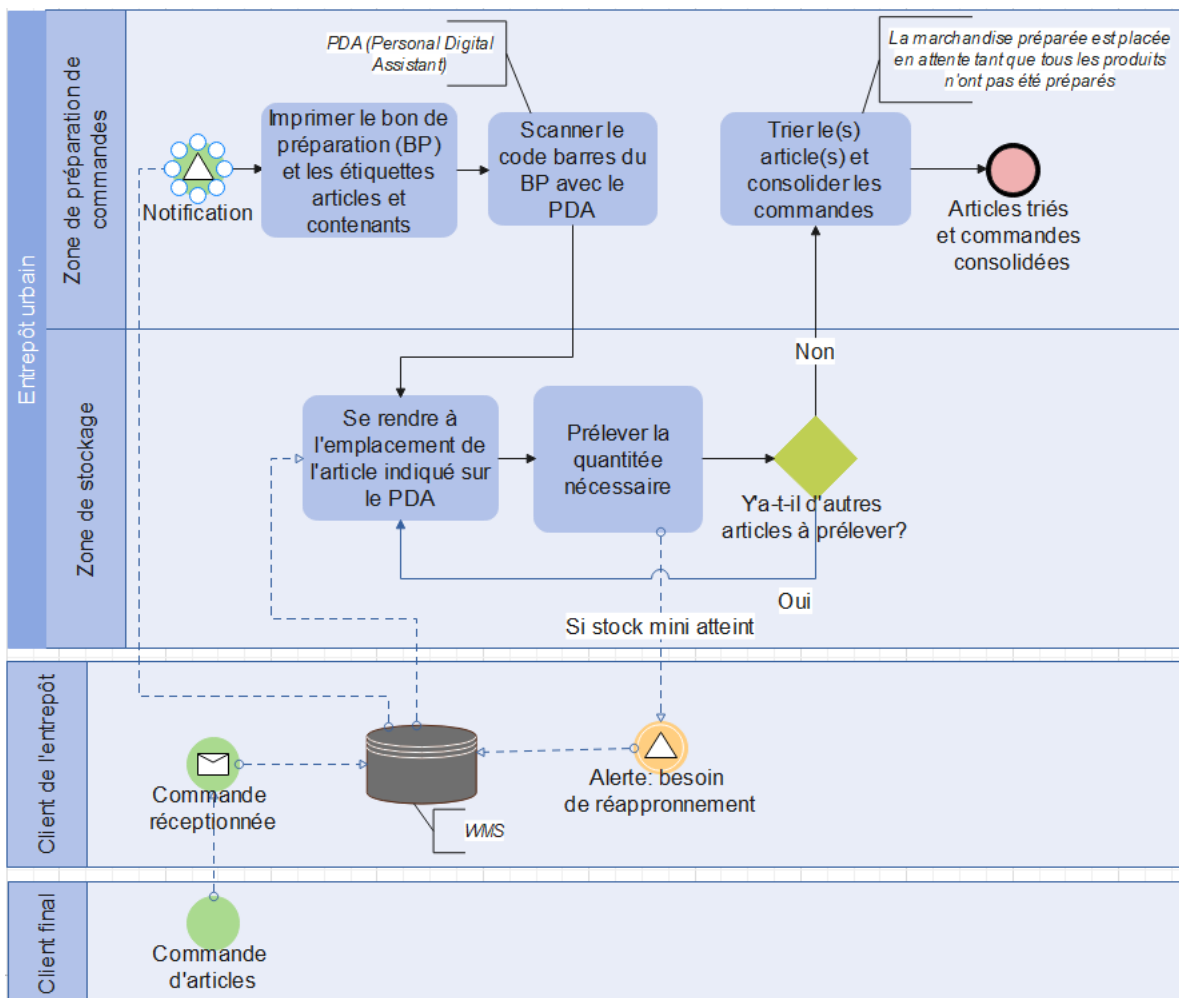 Entrepôt urbain
Zone de préparation de
commandes
PDA (Personal Digital
Assistant)
La marchandise préparée est placée
en attente tant que tous les produits
n'ont pas été préparés
Notification
Imprimer le bon de
préparation (BP)
et les étiquettes
articles et
contenants
Scanner le
code barres du
BP avec le
PDA
Trier le(s)
article(s) et
consolider les
commandes
Articles triés
et commandes
consolidées
Zone de stockage
Non
Se rendre à
l'emplacement de
l'article indiqué sur
le PDA
Prélever la
quantitée
nécessaire
Y'a-t-il d'autres
articles à prélever?
Oui
Si stock mini atteint
Client de l'entrepôt
Commande
réceptionnée
WMS
Alerte: besoin
de réappronnement
Client final
Commande
d'articles